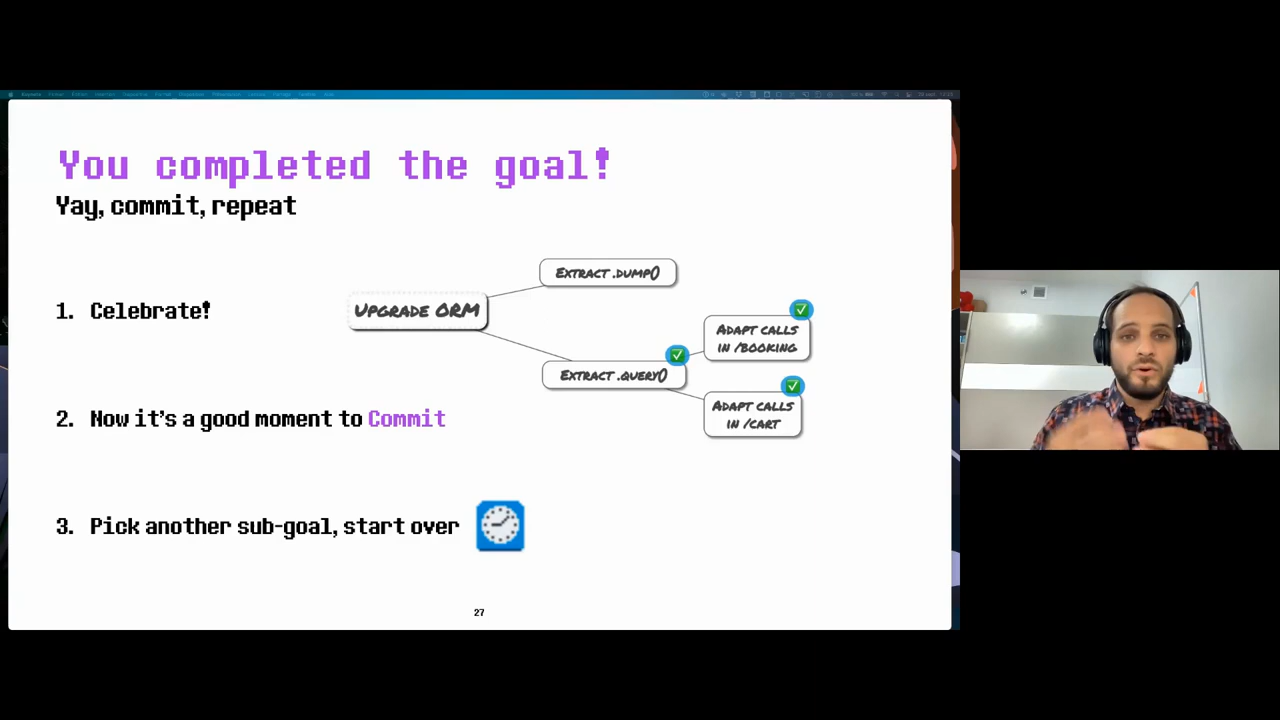 You completed the goal!
Yay, commit, repeat
EXTRACT .DUMP()
1. Celebrate!
UPGRADE ORM
ADAPT CALLS
IN /BOOKING
EXTRACT .QUERY()
ADAPT CALLS
IN /CART
2. Now it's a good moment to Commit
3. Pick another sub-goal, start over
27